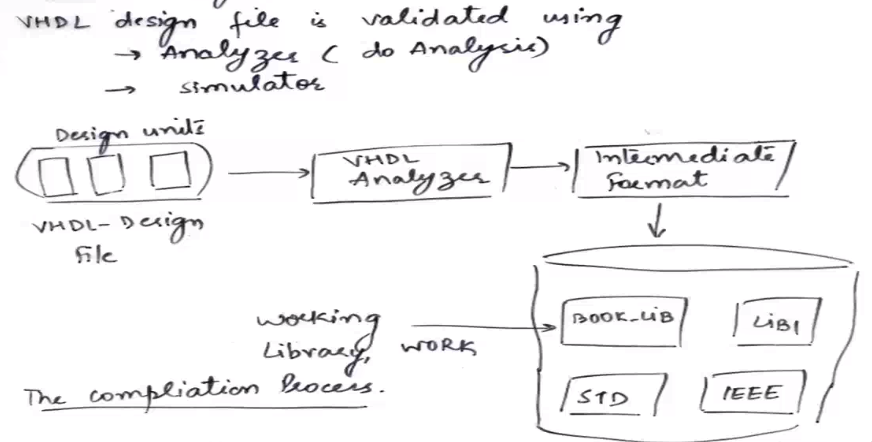 VHDL design file is validated using
→ Analyzer ( do Analysis)
→ simulator
Design units
VHDL Analyzer
Intermediate Format
VHDL-Design
file
BOOK_LIB
LIB1
working
Library, WORK
STD
IEEE
The compliation Process.